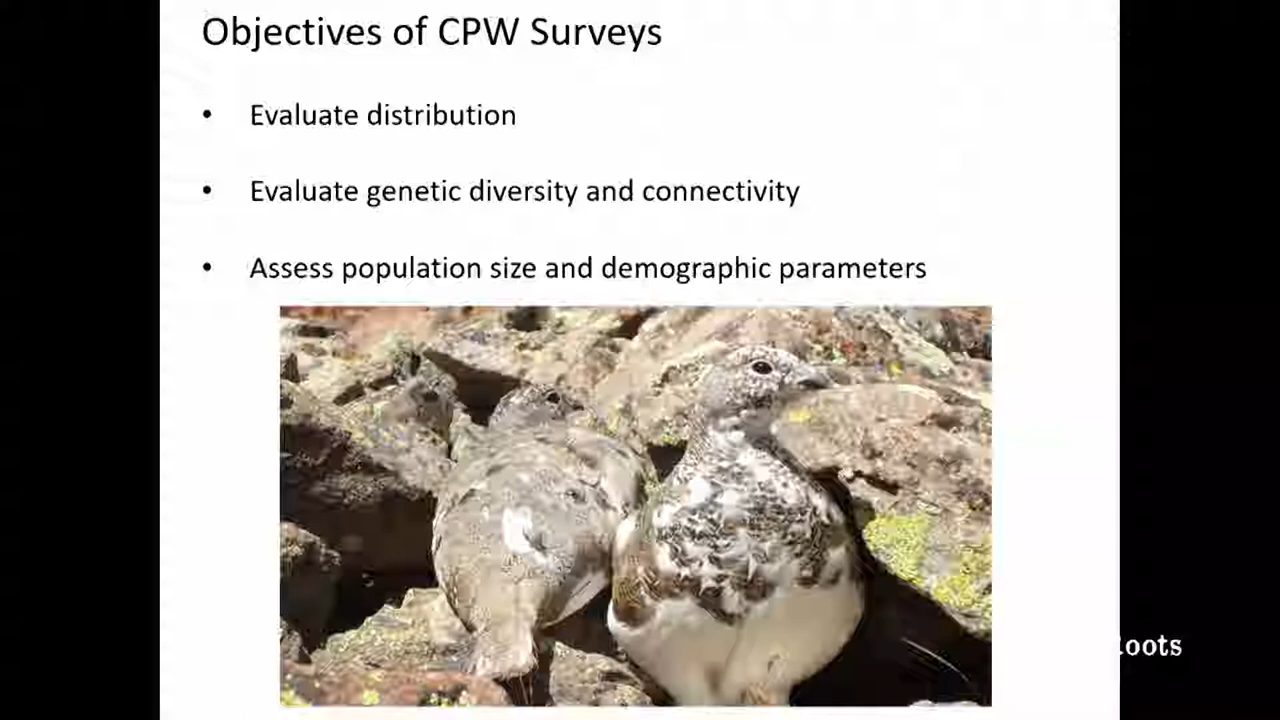 Objectives of CPW Surveys
• Evaluate distribution
• Evaluate genetic diversity and connectivity
• Assess population size and demographic parameters